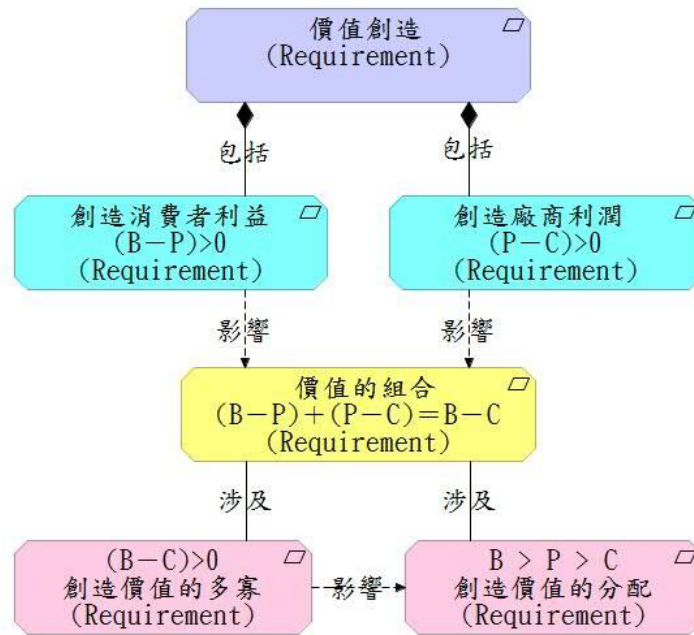 價值創造
(Requirement)
包括
包括
創造消費者利益
(B－P)>0
(Requirement)
創造廠商利潤
(P－C)>0
(Requirement)
影響
影響
價值的組合
(B－P)＋(P－C)＝B－C
(Requirement)
涉及
涉及
(B－C)>0
創造價值的多寡
(Requirement)
影響
B > P > C
創造價值的分配
(Requirement)